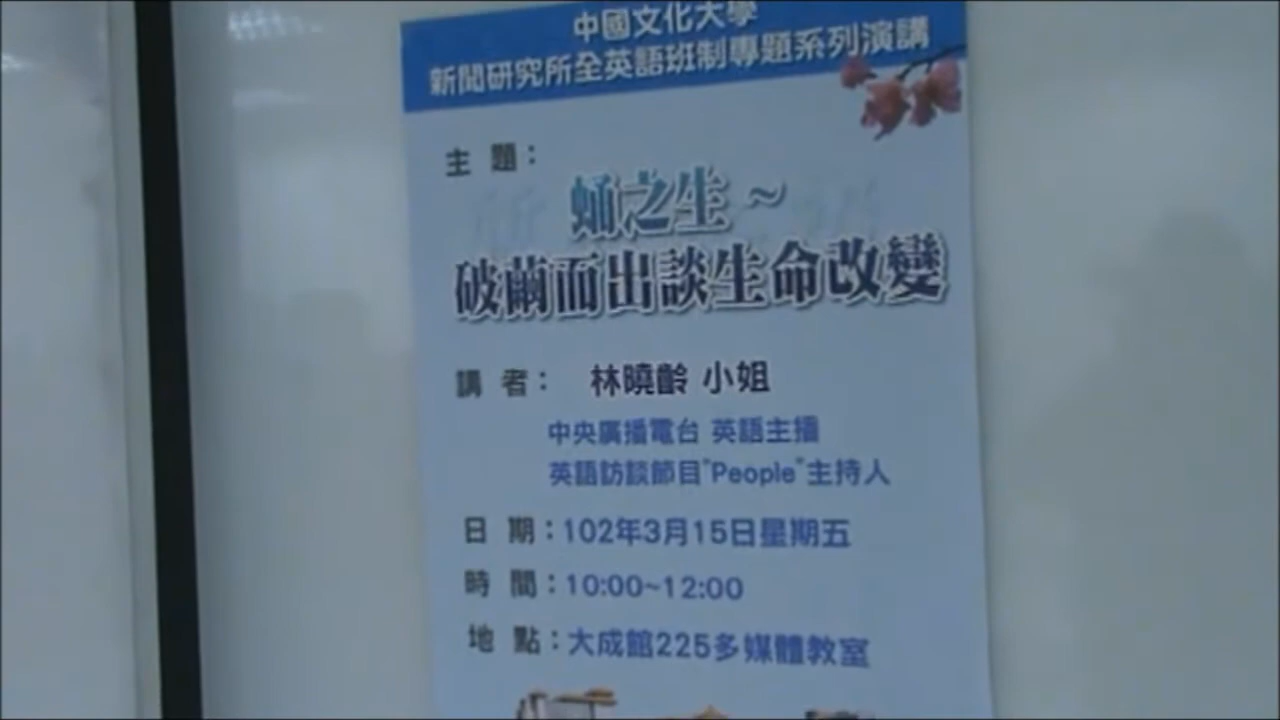 中國文化大學
新聞研究所全英語班制專題系列演講
主 題：
蛹之生~
破繭而出談生命改變
講 者： 林曉齡 小姐
中央廣播電台 英語主播
英語訪談節目"People"主持人
日 期：102年3月15日星期五
時 間：10:00~12:00
地 點：大成館225多媒體教室